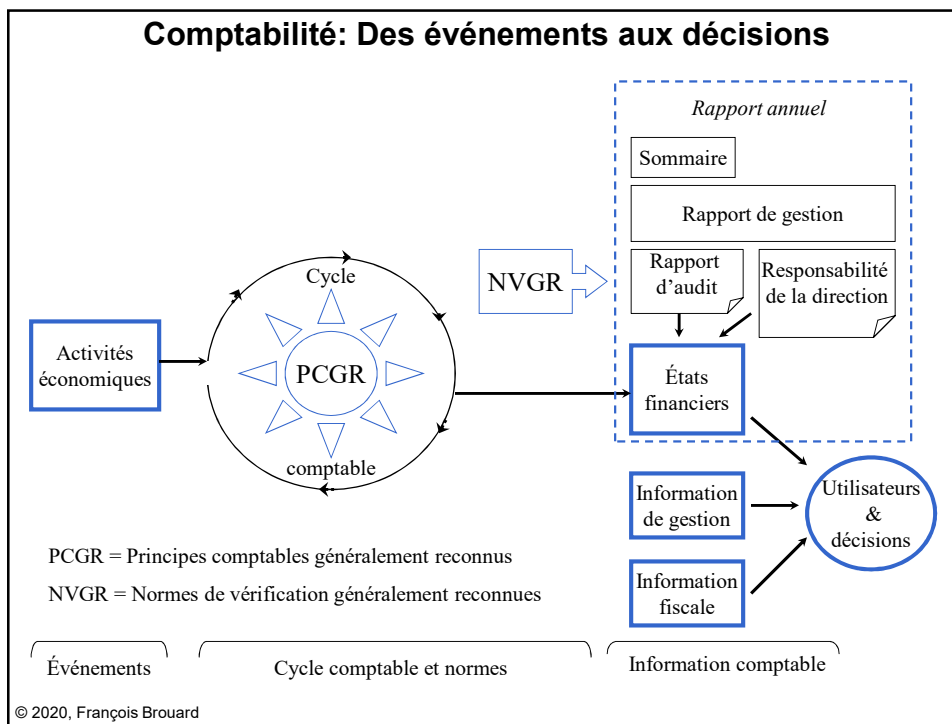 Comptabilité: Des événements aux décisions
Rapport annuel
Sommaire
Rapport de gestion
NVGR
Rapport
d’audit
Responsabilité
de la direction
Cycle
PCGR
comptable
Activités
économiques
États
financiers
Information
de gestion
Utilisateurs
&
décisions
Information
fiscale
PCGR = Principes comptables généralement reconnus
NVGR = Normes de vérification généralement reconnues
Événements
Cycle comptable et normes
Information comptable
© 2020, François Brouard